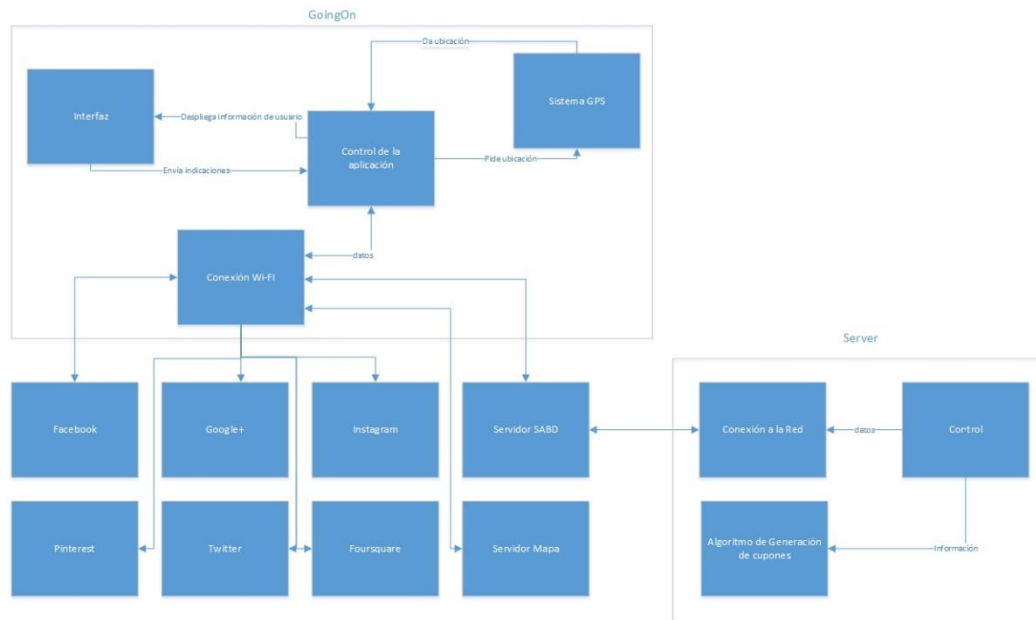 GoingOn
Da ubicación
Interfaz
Despliega información de usuario
Sistema GPS
Control de la
aplicación
Pide ubicación
Envía indicaciones
datos
Conexión Wi-FI
Server
Facebook
Google+
Instagram
Servidor SABD
Conexión a la Red
datos
Control
Pinterest
Twitter
Foursquare
Servidor Mapa
Algoritmo de Generación
de cupones
Información